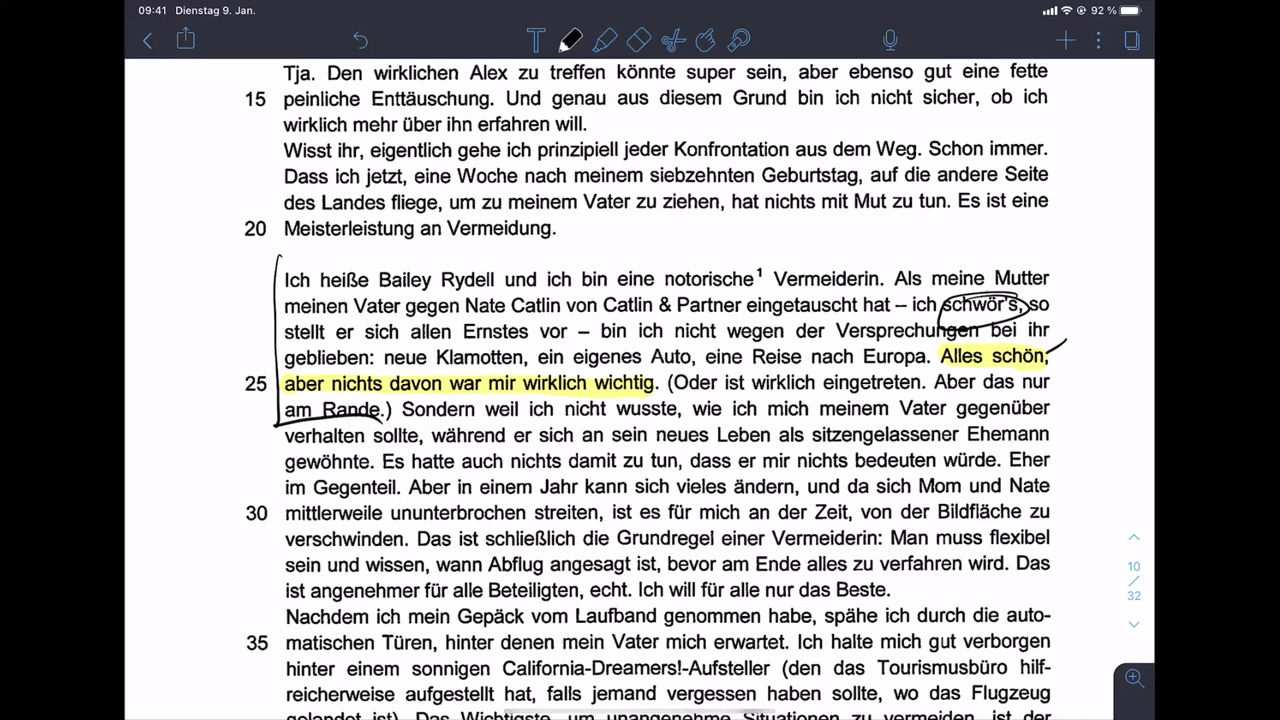 09:41 Dienstag 9. Jan.
92 %
Tja. Den wirklichen Alex zu treffen könnte super sein, aber ebenso gut eine fette
15 peinliche Enttäuschung. Und genau aus diesem Grund bin ich nicht sicher, ob ich
wirklich mehr über ihn erfahren will.
Wisst ihr, eigentlich gehe ich prinzipiell jeder Konfrontation aus dem Weg. Schon immer.
Dass ich jetzt, eine Woche nach meinem siebzehnten Geburtstag, auf die andere Seite
des Landes fliege, um zu meinem Vater zu ziehen, hat nichts mit Mut zu tun. Es ist eine
20 Meisterleistung an Vermeidung.
Ich heiße Bailey Rydell und ich bin eine notorische¹ Vermeiderin. Als meine Mutter
meinen Vater gegen Nate Catlin von Catlin & Partner eingetauscht hat – ich schwör's, so
stellt er sich allen Ernstes vor – bin ich nicht wegen der Versprechungen bei ihr
geblieben: neue Klamotten, ein eigenes Auto, eine Reise nach Europa. Alles schön,
25 aber nichts davon war mir wirklich wichtig. (Oder ist wirklich eingetreten. Aber das nur
am Rande.) Sondern weil ich nicht wusste, wie ich mich meinem Vater gegenüber
verhalten sollte, während er sich an sein neues Leben als sitzengelassener Ehemann
gewöhnte. Es hatte auch nichts damit zu tun, dass er mir nichts bedeuten würde. Eher
im Gegenteil. Aber in einem Jahr kann sich vieles ändern, und da sich Mom und Nate
30 mittlerweile ununterbrochen streiten, ist es für mich an der Zeit, von der Bildfläche zu
verschwinden. Das ist schließlich die Grundregel einer Vermeiderin: Man muss flexibel
sein und wissen, wann Abflug angesagt ist, bevor am Ende alles zu verfahren wird. Das
ist angenehmer für alle Beteiligten, echt. Ich will für alle nur das Beste.
Nachdem ich mein Gepäck vom Laufband genommen habe, spähe ich durch die auto-
35 matischen Türen, hinter denen mein Vater mich erwartet. Ich halte mich gut verborgen
hinter einem sonnigen California-Dreamers!-Aufsteller (den das Tourismusbüro hilf-
reicherweise aufgestellt hat, falls jemand vergessen haben sollte, wo das Flugzeug
gelandet ist). Das Wichtigste, um unangenehme Situationen zu vermeiden, ist der
10
/
32